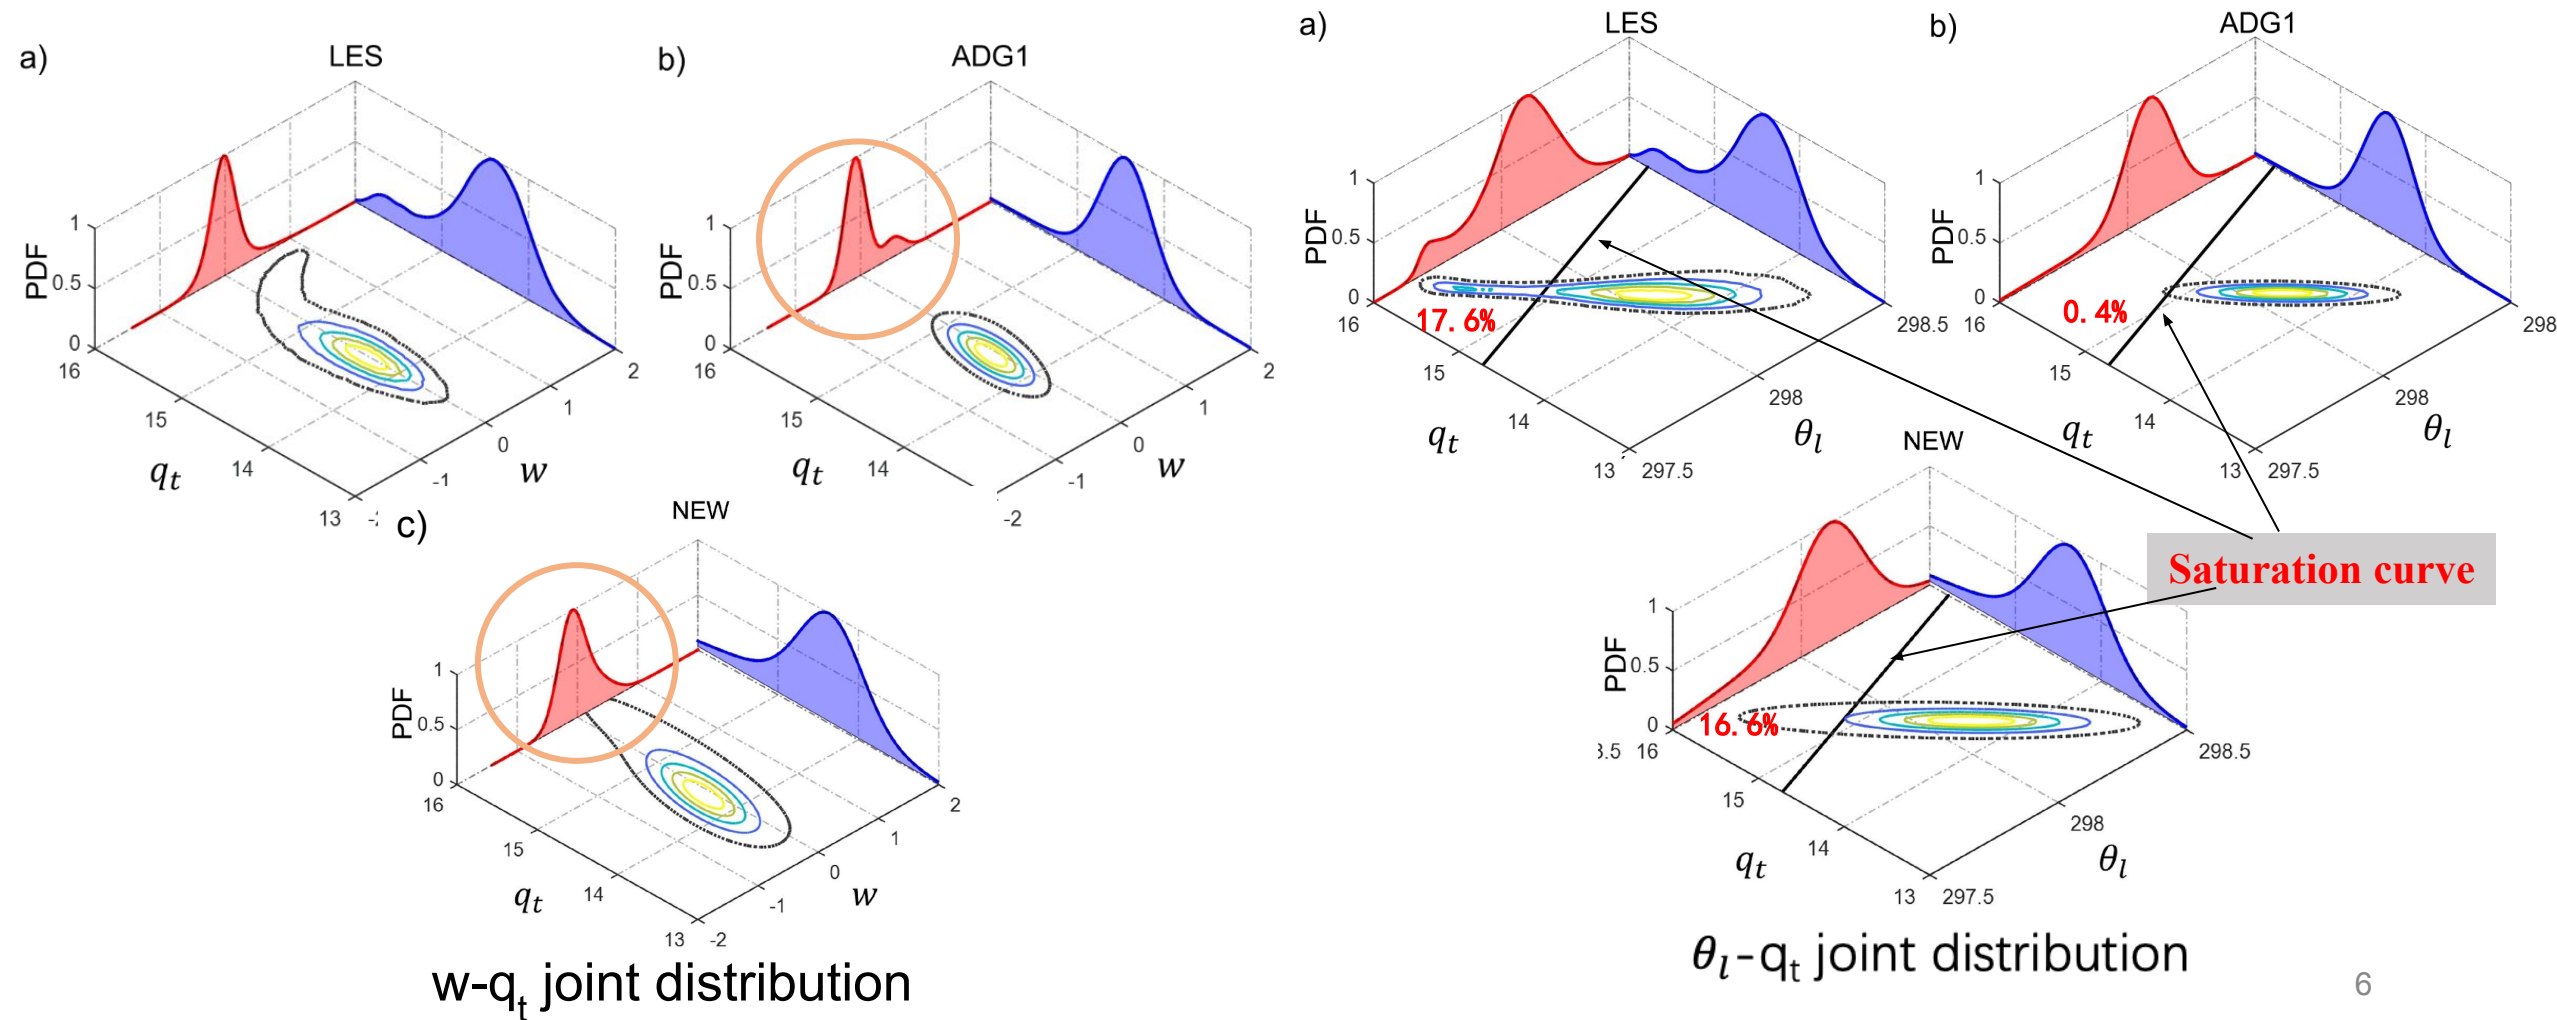 a)
LES
PDF
1
0.5
0
16
15
14
13
-2
-1
0
1
2
q_t
w
b)
ADG1
PDF
1
0.5
0
16
15
14
-2
-1
0
1
2
q_t
w
c)
NEW
PDF
1
0.5
0
16
15
14
13
-2
-1
0
1
2
q_t
w
w-q_t joint distribution
a)
LES
PDF
1
0.5
0
16
15
14
13
297.5
298
298.5
17.6%
q_t
θ_l
b)
ADG1
PDF
1
0.5
0
16
15
14
13
297.5
298
298
0.4%
q_t
θ_l
NEW
Saturation curve
PDF
1
0.5
0
3.5
16
15
14
13
297.5
298
298.5
16.6%
q_t
θ_l
θ_l-q_t joint distribution
6